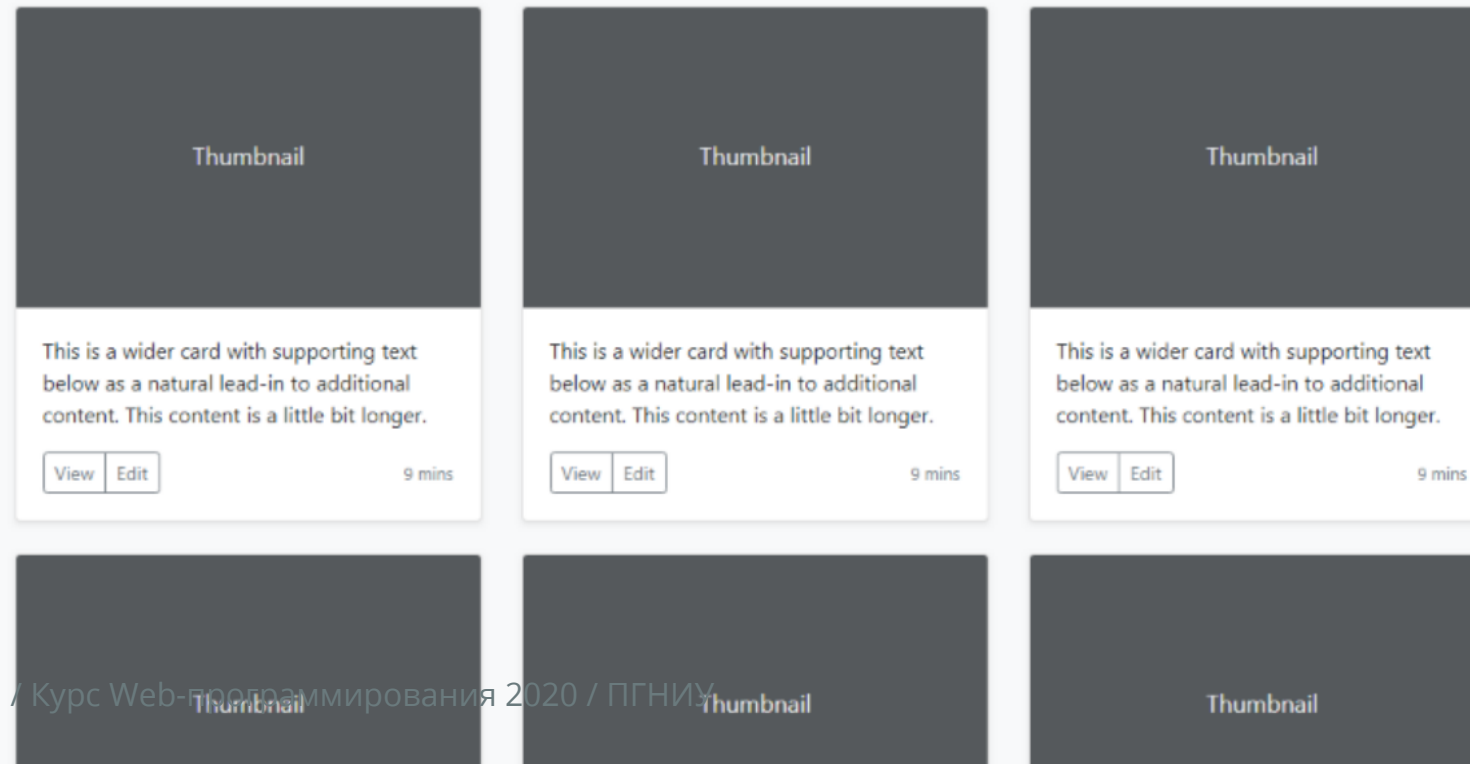 Thumbnail Thumbnail Thumbnail
This is a wider card with supporting text
below as a natural lead-in to additional
content. This content is a little bit longer.
View Edit 9 mins
This is a wider card with supporting text
below as a natural lead-in to additional
content. This content is a little bit longer.
View Edit 9 mins
This is a wider card with supporting text
below as a natural lead-in to additional
content. This content is a little bit longer.
View Edit 9 mins
/ Курс Web-программирования 2020 / ПГНИУ
Thumbnail Thumbnail Thumbnail